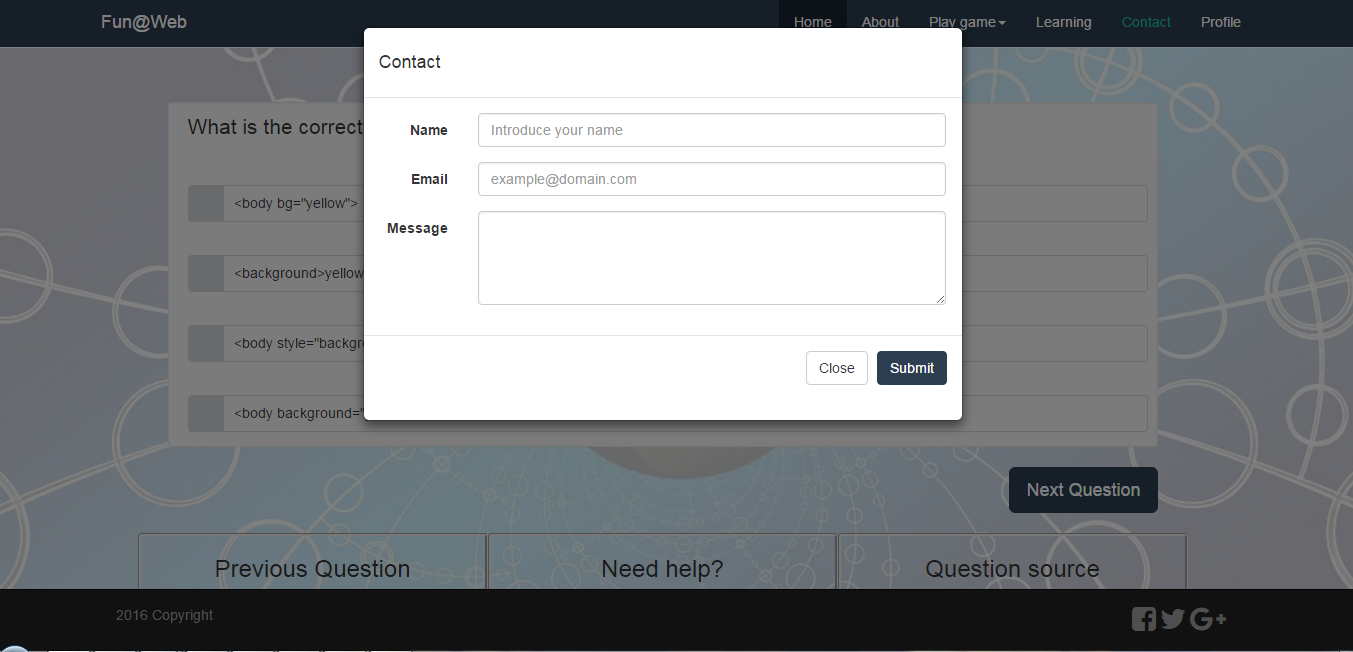 Fun@Web
Home About Play game Learning Contact Profile
Contact
What is the correct
Name
Introduce your name
Email
example@domain.com
Message
<body bg="yellow">
<background>yellow
<body style="backgr
<body background="
Close Submit
Next Question
Previous Question Need help? Question source
2016 Copyright